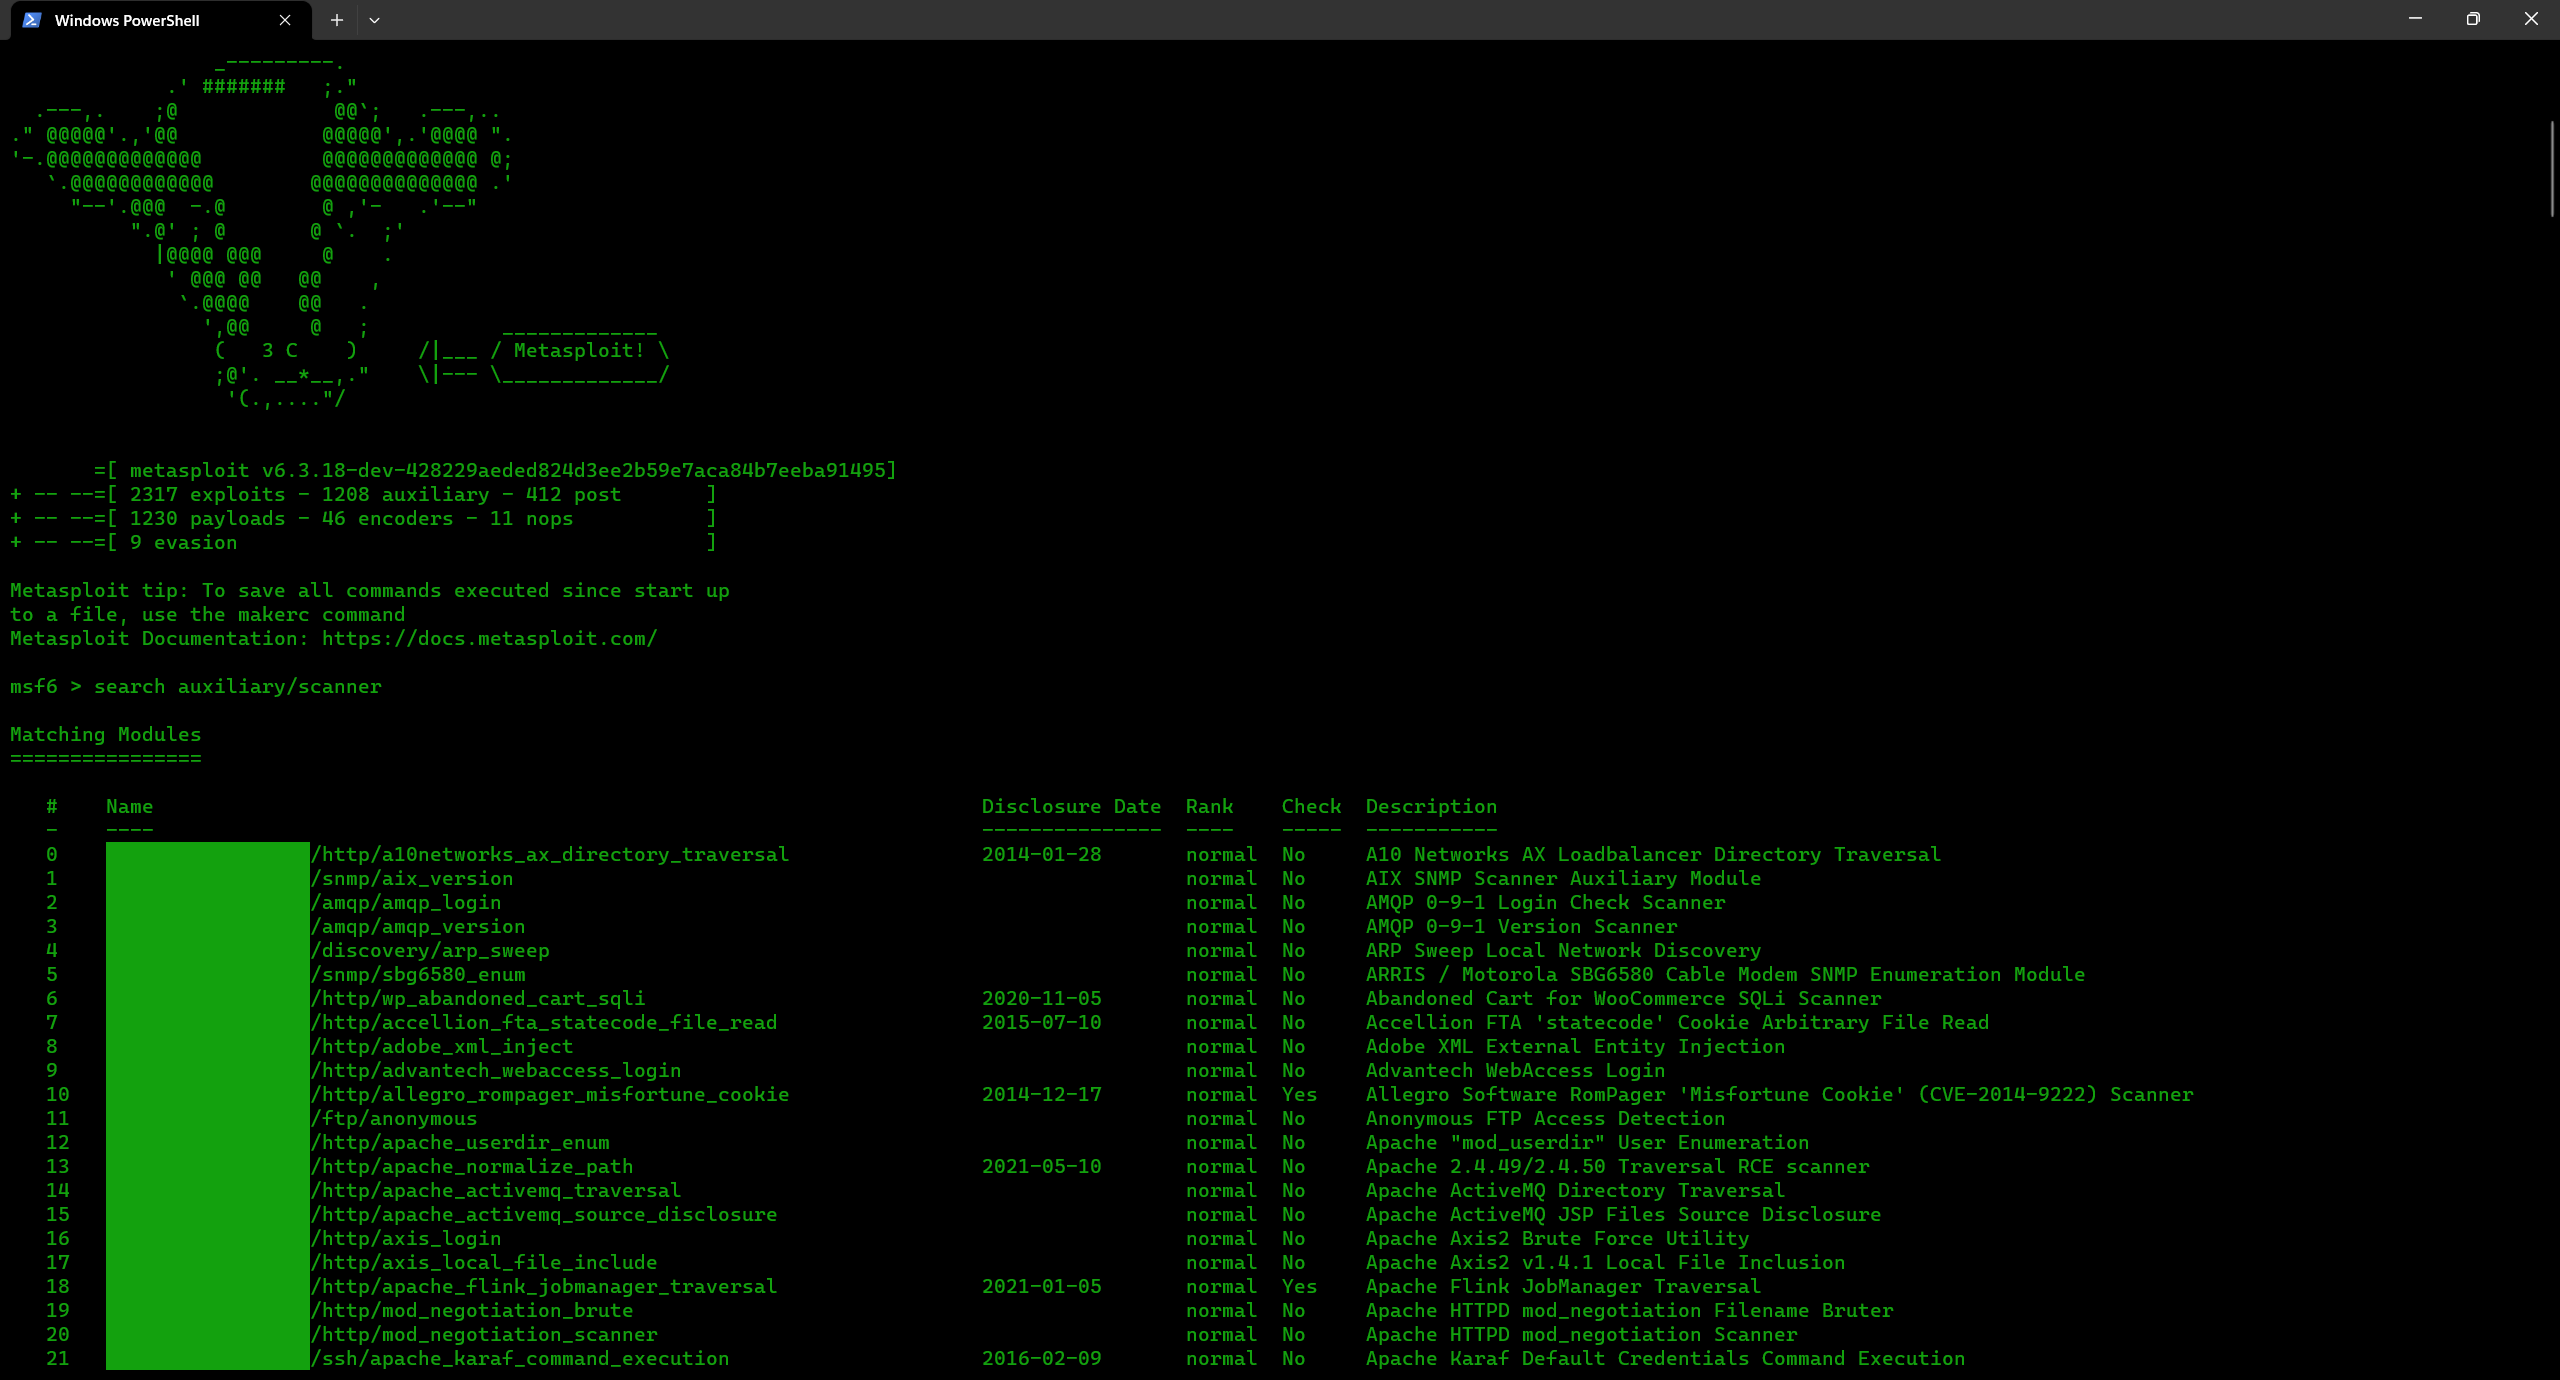 Windows PowerShell
_---------.
.' #######   ;."
.---,.    ;@             @@`;   .---,..
." @@@@@'.,'@@            @@@@@',.'@@@@ ".
'-.@@@@@@@@@@@@@          @@@@@@@@@@@@@ @;
`.@@@@@@@@@@@@        @@@@@@@@@@@@@@ .'
"--'.@@@  -.@        @ ,'-   .'--"
".@' ; @       @ `.  ;'
|@@@@ @@@     @    .
' @@@ @@   @@    ,
`.@@@@    @@   .
',@@     @   ;           _____________
(   3 C    )     /|___ / Metasploit! \
;@'. __*__,."    \|--- \_____________/
'(.,...."/
=[ metasploit v6.3.18-dev-428229aeded824d3ee2b59e7aca84b7eeba91495]
+ -- --=[ 2317 exploits - 1208 auxiliary - 412 post       ]
+ -- --=[ 1230 payloads - 46 encoders - 11 nops           ]
+ -- --=[ 9 evasion                                       ]
Metasploit tip: To save all commands executed since start up
to a file, use the makerc command
Metasploit Documentation: https://docs.metasploit.com/
msf6 > search auxiliary/scanner
Matching Modules
================
#    Name    Disclosure Date  Rank    Check  Description
-    ----    ---------------  ----    -----  -----------
0    /http/a10networks_ax_directory_traversal    2014-01-28    normal  No    A10 Networks AX Loadbalancer Directory Traversal
1    /snmp/aix_version    normal  No    AIX SNMP Scanner Auxiliary Module
2    /amqp/amqp_login    normal  No    AMQP 0-9-1 Login Check Scanner
3    /amqp/amqp_version    normal  No    AMQP 0-9-1 Version Scanner
4    /discovery/arp_sweep    normal  No    ARP Sweep Local Network Discovery
5    /snmp/sbg6580_enum    normal  No    ARRIS / Motorola SBG6580 Cable Modem SNMP Enumeration Module
6    /http/wp_abandoned_cart_sqli    2020-11-05    normal  No    Abandoned Cart for WooCommerce SQLi Scanner
7    /http/accellion_fta_statecode_file_read    2015-07-10    normal  No    Accellion FTA 'statecode' Cookie Arbitrary File Read
8    /http/adobe_xml_inject    normal  No    Adobe XML External Entity Injection
9    /http/advantech_webaccess_login    normal  No    Advantech WebAccess Login
10   /http/allegro_rompager_misfortune_cookie    2014-12-17    normal  Yes    Allegro Software RomPager 'Misfortune Cookie' (CVE-2014-9222) Scanner
11   /ftp/anonymous    normal  No    Anonymous FTP Access Detection
12   /http/apache_userdir_enum    normal  No    Apache "mod_userdir" User Enumeration
13   /http/apache_normalize_path    2021-05-10    normal  No    Apache 2.4.49/2.4.50 Traversal RCE scanner
14   /http/apache_activemq_traversal    normal  No    Apache ActiveMQ Directory Traversal
15   /http/apache_activemq_source_disclosure    normal  No    Apache ActiveMQ JSP Files Source Disclosure
16   /http/axis_login    normal  No    Apache Axis2 Brute Force Utility
17   /http/axis_local_file_include    normal  No    Apache Axis2 v1.4.1 Local File Inclusion
18   /http/apache_flink_jobmanager_traversal    2021-01-05    normal  Yes    Apache Flink JobManager Traversal
19   /http/mod_negotiation_brute    normal  No    Apache HTTPD mod_negotiation Filename Bruter
20   /http/mod_negotiation_scanner    normal  No    Apache HTTPD mod_negotiation Scanner
21   /ssh/apache_karaf_command_execution    2016-02-09    normal  No    Apache Karaf Default Credentials Command Execution